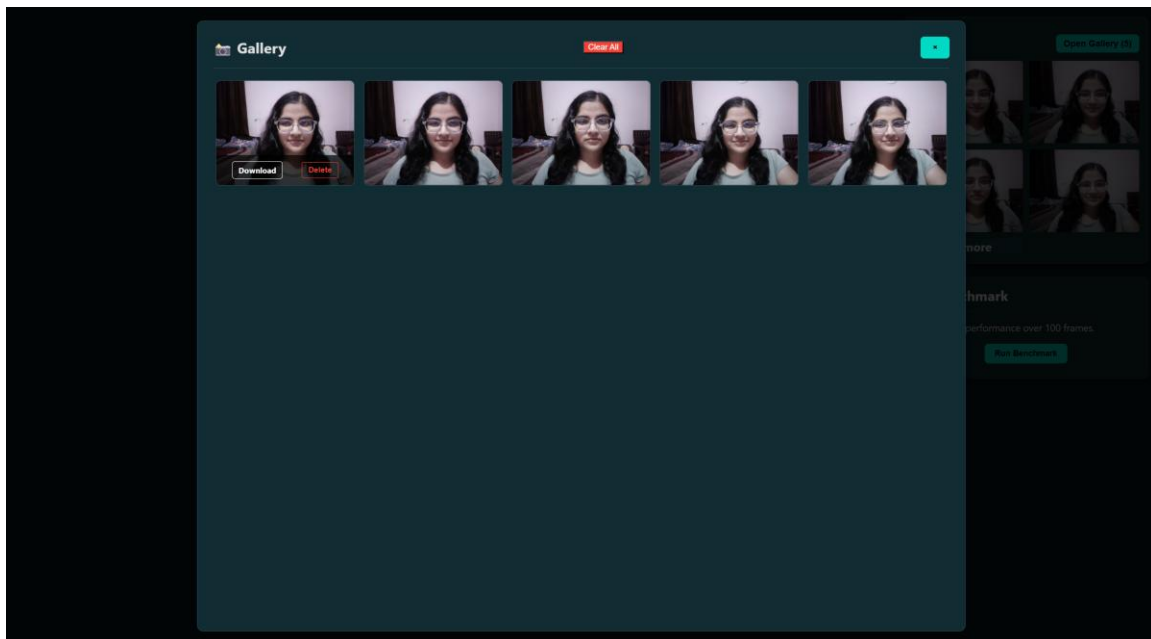 Gallery
Clear All
×
Open Gallery (5)
Download
Delete
more
hmark
performance over 100 frames.
Run Benchmark